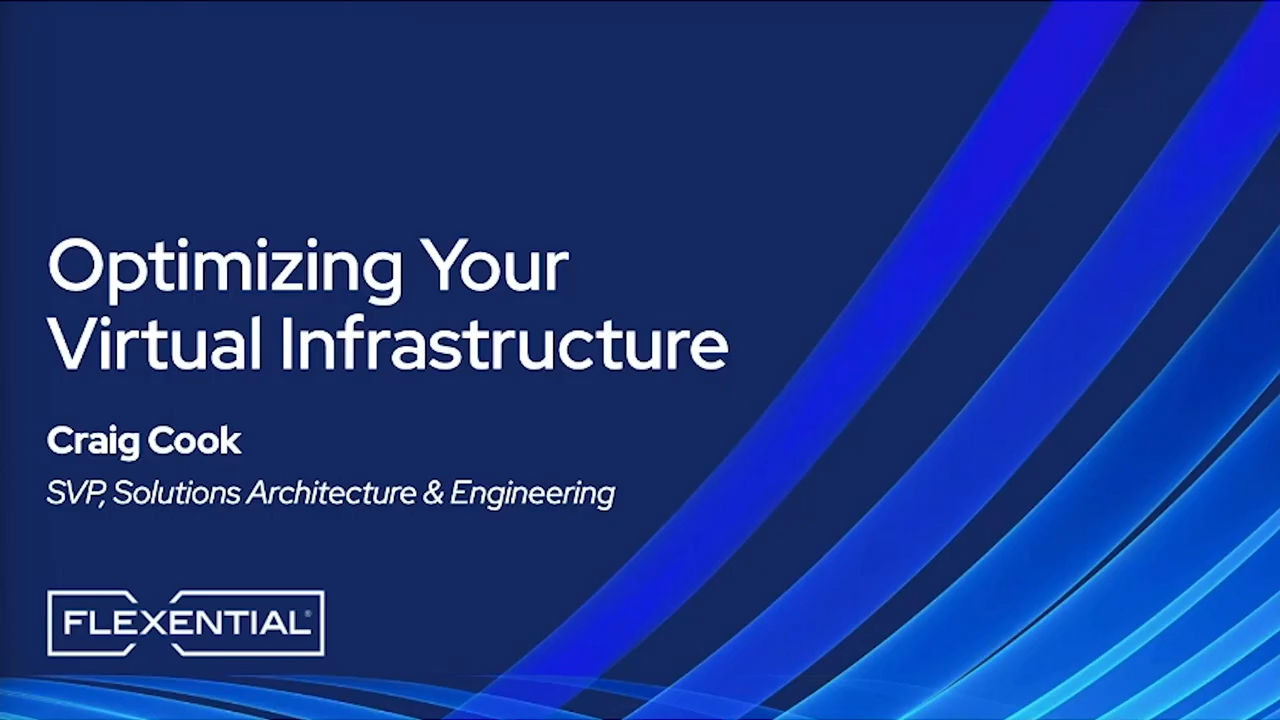 Optimizing Your
Virtual Infrastructure
Craig Cook
SVP, Solutions Architecture & Engineering
FLEXENTIAL®